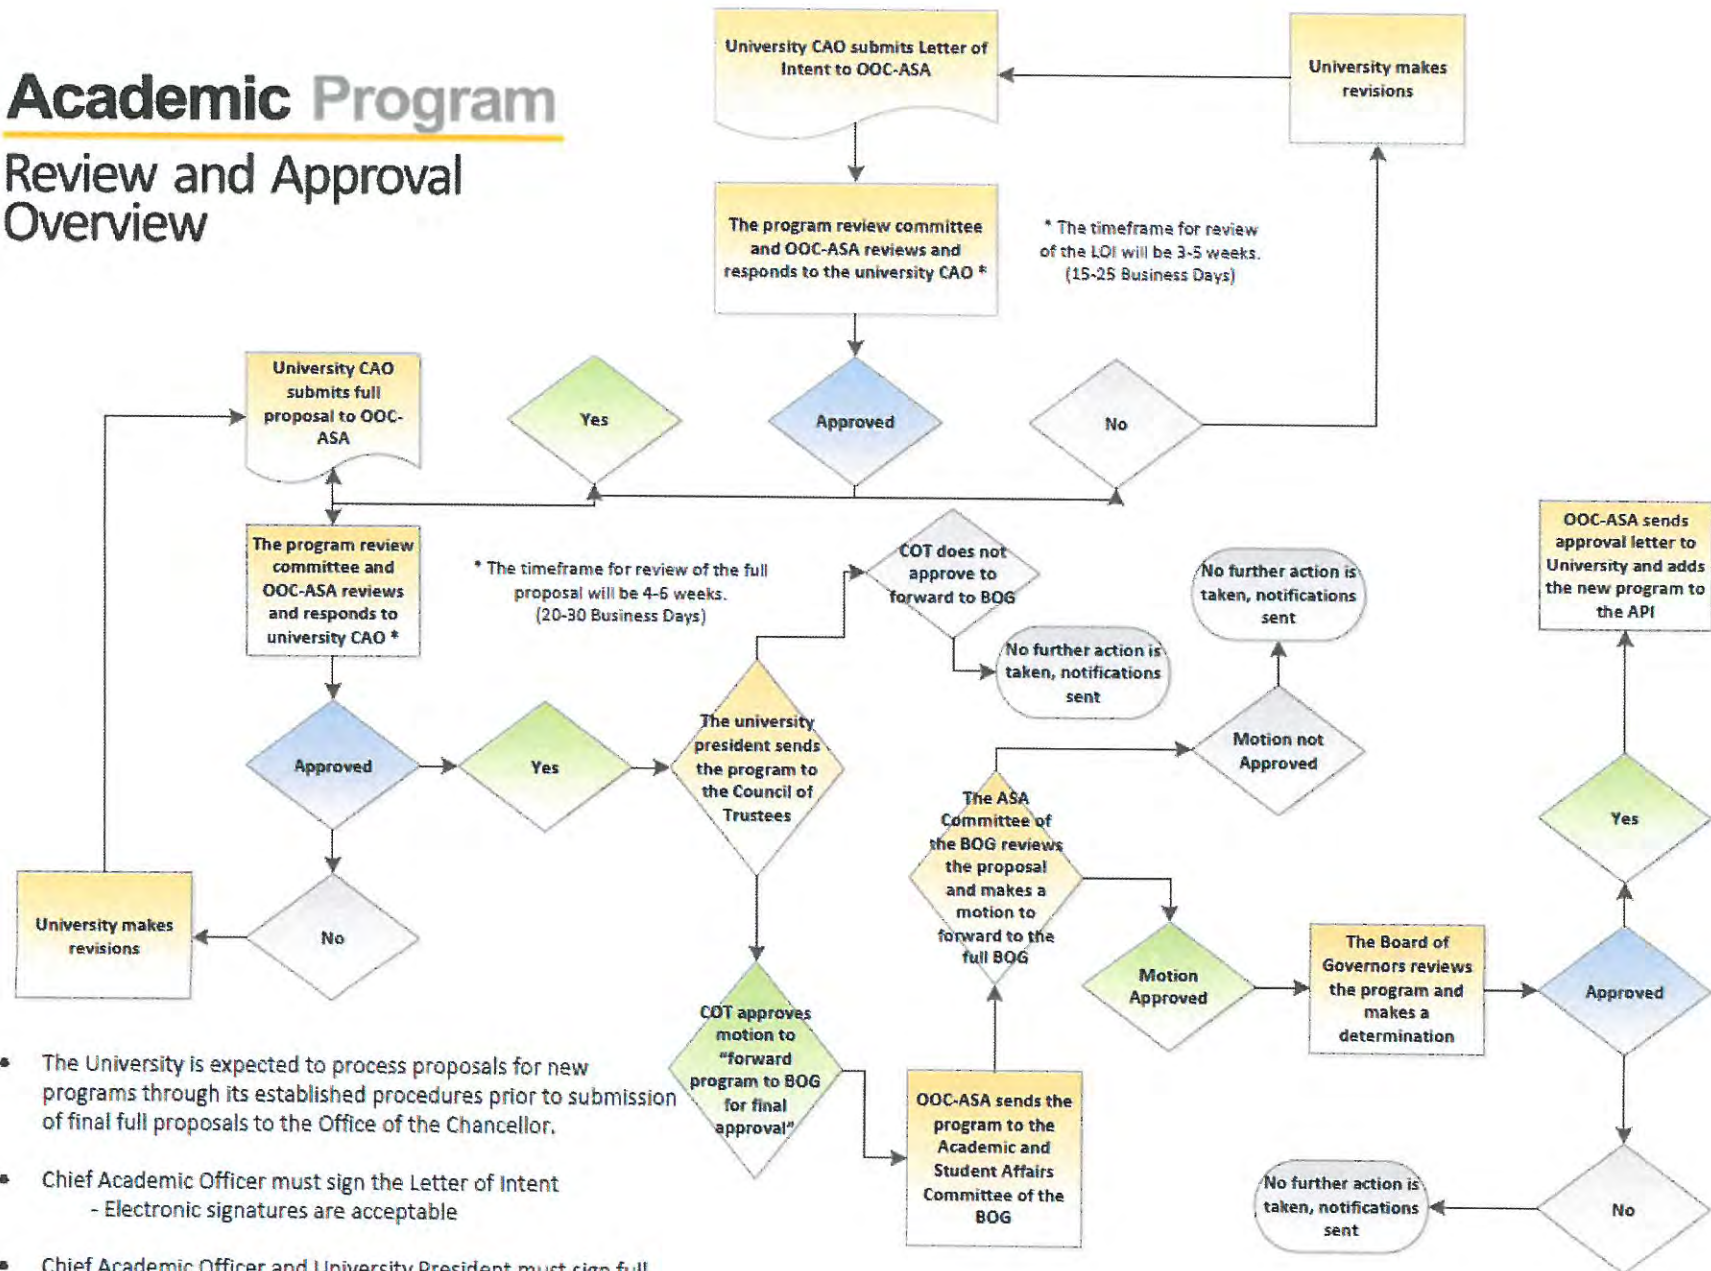 Academic Program
Review and Approval
Overview
University CAO submits Letter of
Intent to OOC-ASA
University makes
revisions
The program review committee
and OOC-ASA reviews and
responds to the university CAO *
* The timeframe for review
of the LOI will be 3-5 weeks.
(15-25 Business Days)
University CAO
submits full
proposal to OOC-
ASA
Yes
Approved
No
The program review
committee and
OOC-ASA reviews
and responds to
university CAO *
* The timeframe for review of the full
proposal will be 4-6 weeks.
(20-30 Business Days)
COT does not
approve to
forward to BOG
No further action is
taken, notifications
sent
No further action is
taken, notifications
sent
OOC-ASA sends
approval letter to
University and adds
the new program to
the API
Approved
Yes
The university
president sends
the program to
the Council of
Trustees
Motion not
Approved
The ASA
Committee of
the BOG reviews
the proposal
and makes a
motion to
forward to the
full BOG
Yes
University makes
revisions
No
Motion
Approved
The Board of
Governors reviews
the program and
makes a
determination
Approved
COT approves
motion to
"forward
program to BOG
for final
approval"
OOC-ASA sends the
program to the
Academic and
Student Affairs
Committee of the
BOG
No further action is
taken, notifications
sent
No
• The University is expected to process proposals for new
programs through its established procedures prior to submission
of final full proposals to the Office of the Chancellor.
• Chief Academic Officer must sign the Letter of Intent
- Electronic signatures are acceptable
• Chief Academic Officer and University President must sign full